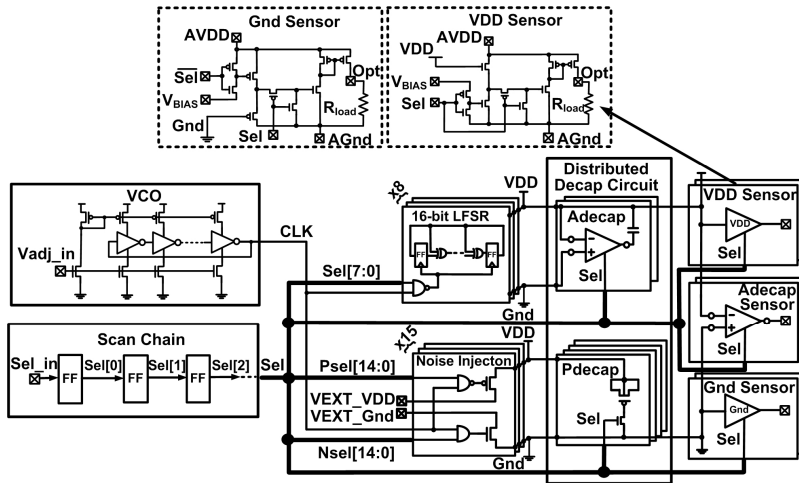 Gnd Sensor
VDD Sensor
AVDD
Sel
VBIAS
Gnd
Sel
Opt
Rload
AGnd
VDD
AVDD
VBIAS
Sel
Opt
Rload
AGnd
VCO
Vadj_in
CLK
x8
16-bit LFSR
FF
FF
VDD
Sel[7:0]
Gnd
Distributed
Decap Circuit
Adecap
Sel
VDD Sensor
VDD
Sel
Adecap
Sensor
Sel
Scan Chain
Sel_in
FF
Sel[0]
FF
Sel[1]
FF
Sel[2]
Sel
x15
Noise Injecton
VDD
Psel[14:0]
VEXT_VDD
VEXT_Gnd
Nsel[14:0]
Gnd
Pdecap
Sel
Gnd Sensor
Gnd
Sel